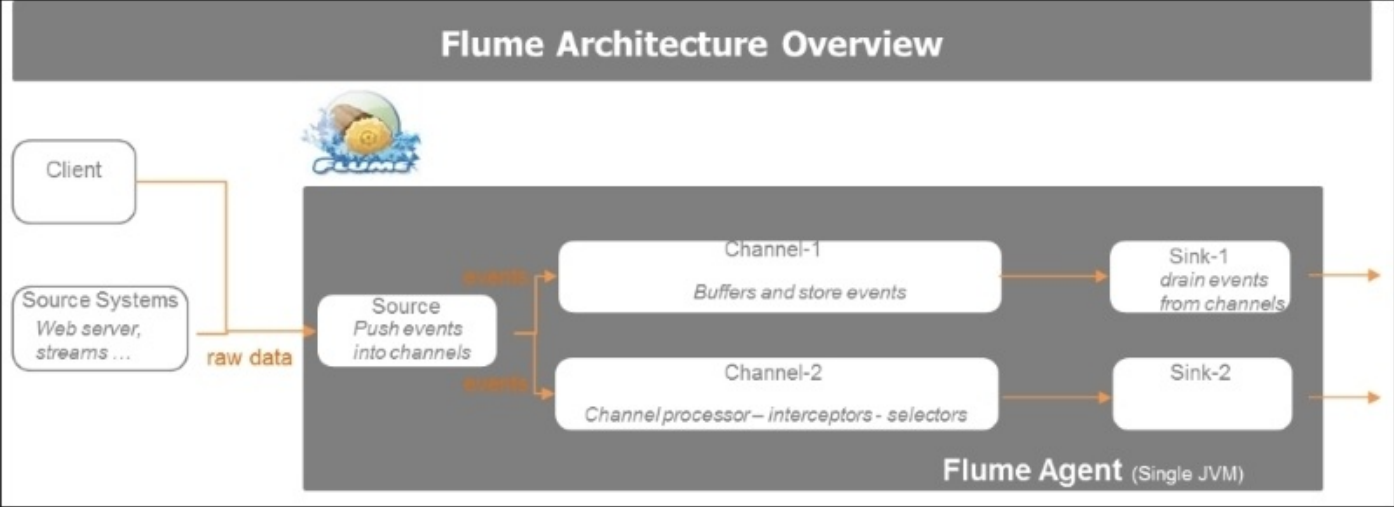 Flume Architecture Overview
FLUME
Client
Source Systems
Web server,
streams ...
raw data
Source
Push events
into channels
events
events
Channel-1
Buffers and store events
Channel-2
Channel processor – interceptors - selectors
Sink-1
drain events
from channels
Sink-2
Flume Agent (Single JVM)